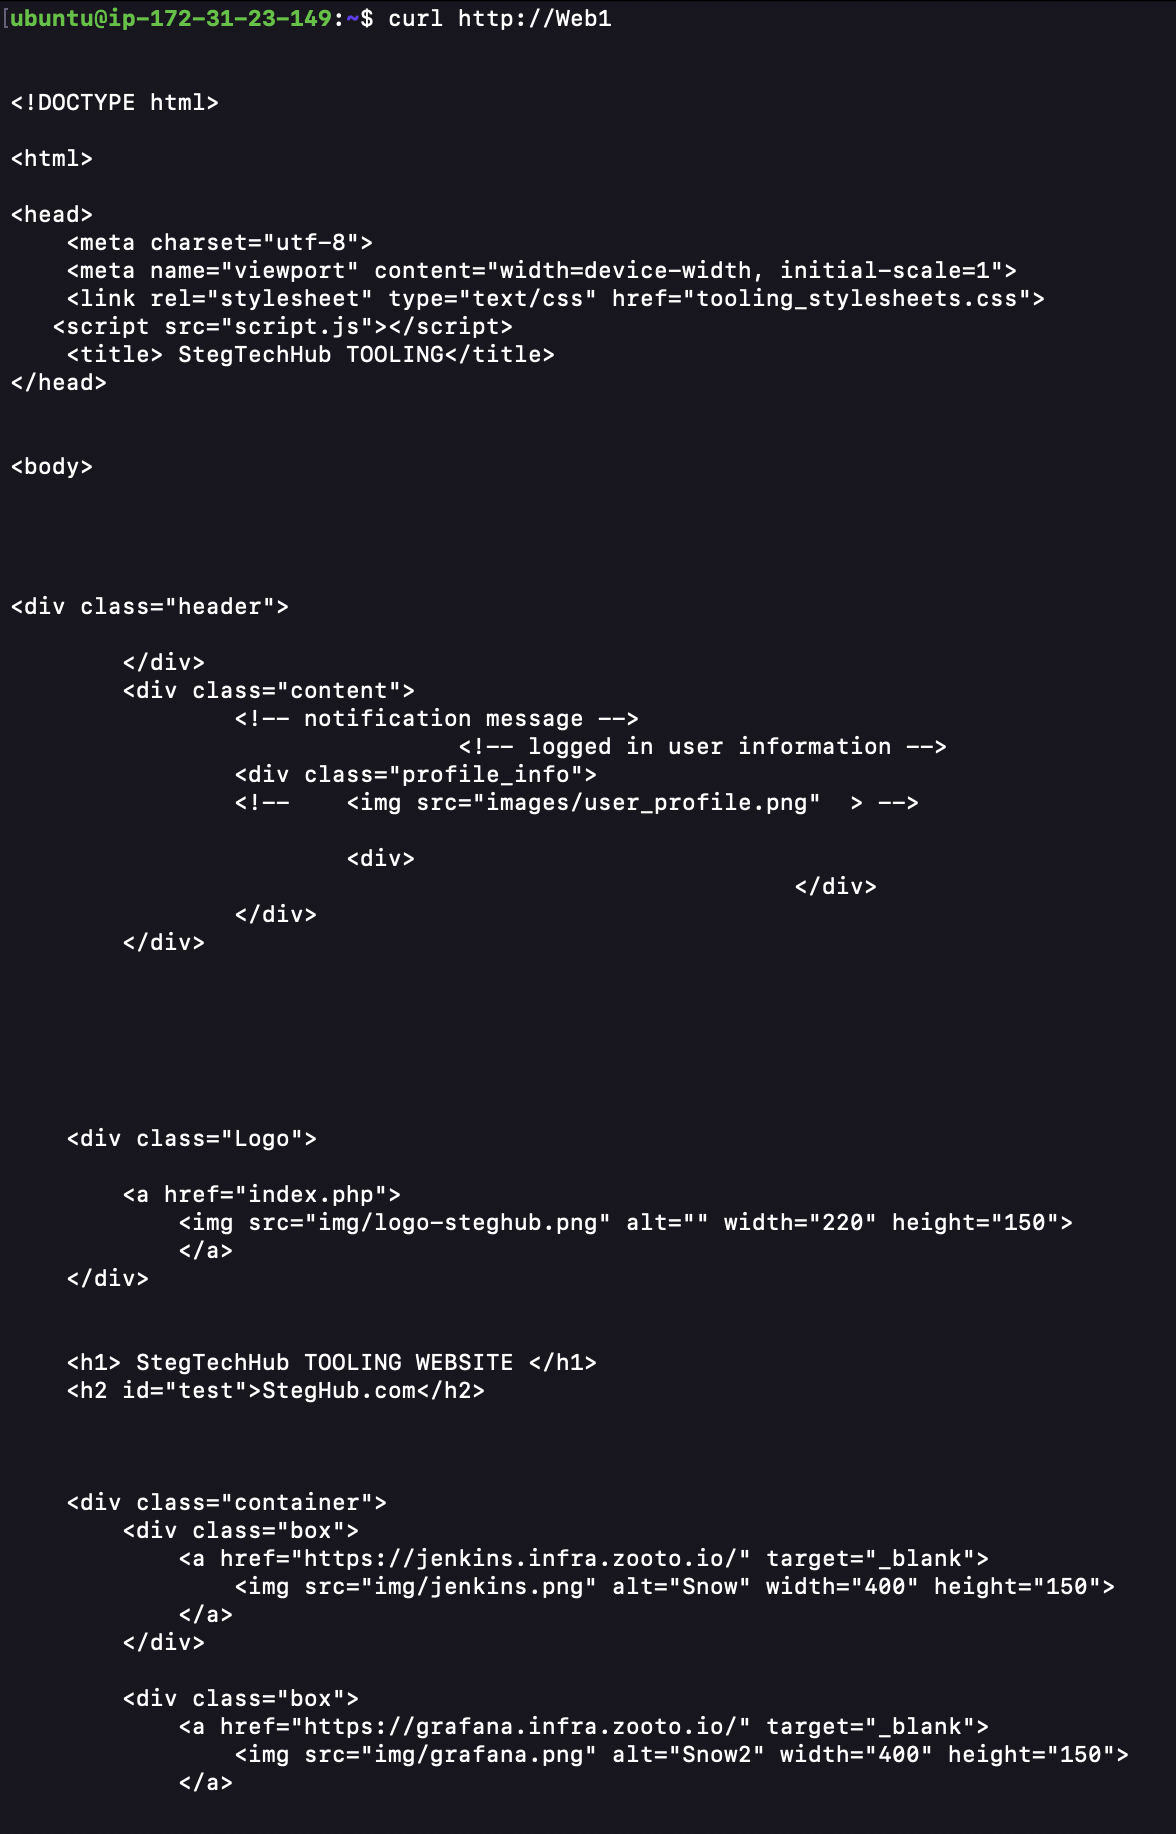 [ubuntu@ip-172-31-23-149:~$ curl http://Web1
<!DOCTYPE html>
<html>
<head>
    <meta charset="utf-8">
    <meta name="viewport" content="width=device-width, initial-scale=1">
    <link rel="stylesheet" type="text/css" href="tooling_stylesheets.css">
   <script src="script.js"></script>
    <title> StegTechHub TOOLING</title>
</head>
<body>
<div class="header">
        </div>
        <div class="content">
                <!-- notification message -->
                                <!-- logged in user information -->
                <div class="profile_info">
                <!--    <img src="images/user_profile.png"  > -->
                        <div>
                                                        </div>
                </div>
        </div>
    <div class="Logo">
        <a href="index.php">
            <img src="img/logo-steghub.png" alt="" width="220" height="150">
            </a>
    </div>
    <h1> StegTechHub TOOLING WEBSITE </h1>
    <h2 id="test">StegHub.com</h2>
    <div class="container">
        <div class="box">
            <a href="https://jenkins.infra.zooto.io/" target="_blank">
                <img src="img/jenkins.png" alt="Snow" width="400" height="150">
            </a>
        </div>
        <div class="box">
            <a href="https://grafana.infra.zooto.io/" target="_blank">
                <img src="img/grafana.png" alt="Snow2" width="400" height="150">
            </a>